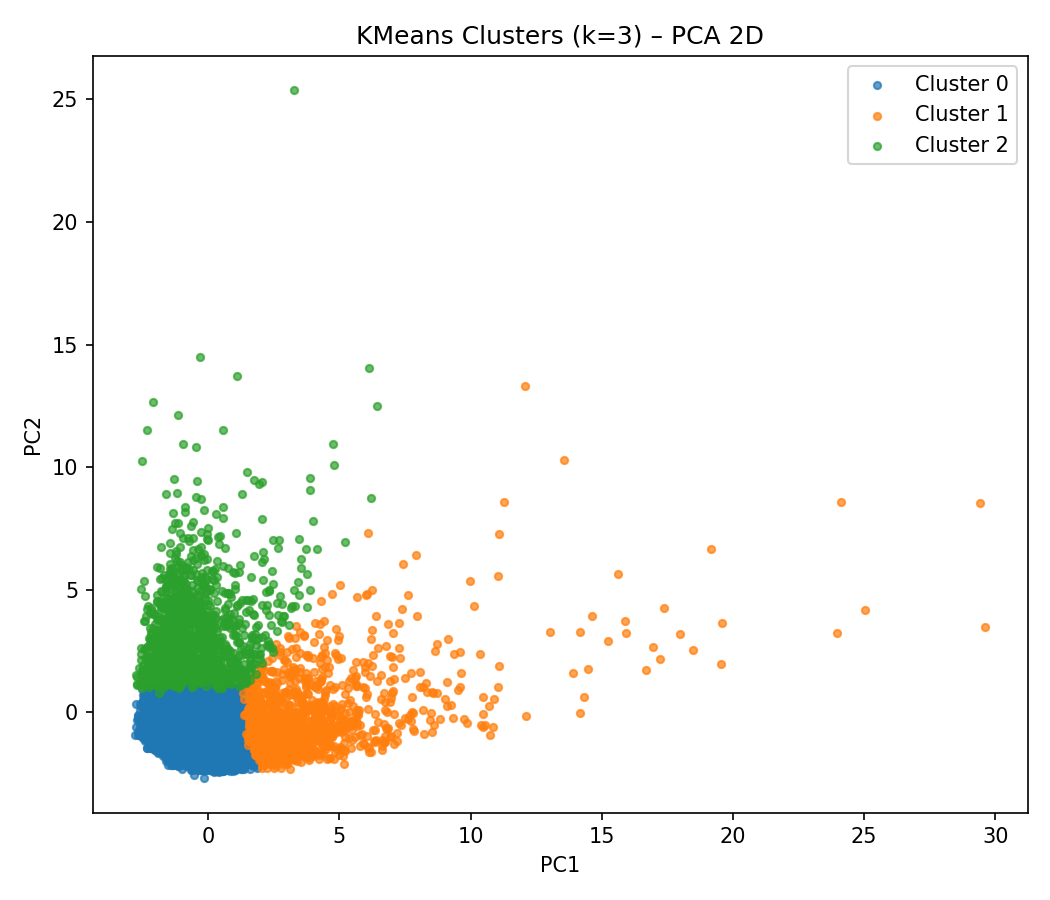 KMeans Clusters (k=3) – PCA 2D
Cluster 0
Cluster 1
Cluster 2
25
20
15
10
5
0
PC2
0 5 10 15 20 25 30
PC1